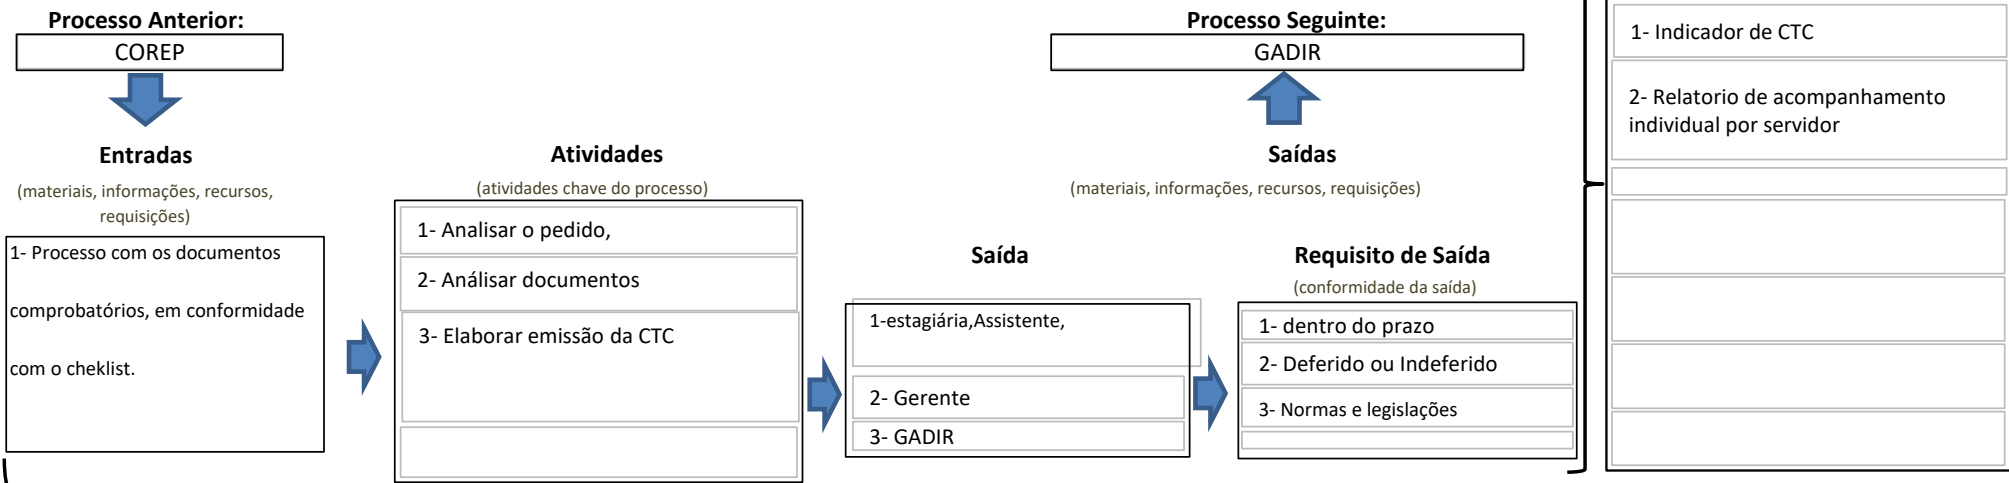 Processo Anterior:
COREP
Entradas
(materiais, informações, recursos,
requisições)
1- Processo com os documentos
comprobatórios, em conformidade
com o cheklist.
Atividades
(atividades chave do processo)
1- Analisar o pedido,
2- Análisar documentos
3- Elaborar emissão da CTC
Processo Seguinte:
GADIR
Saídas
(materiais, informações, recursos, requisições)
Saída
1-estagiária,Assistente,
2- Gerente
3- GADIR
Requisito de Saída
(conformidade da saída)
1- dentro do prazo
2- Deferido ou Indeferido
3- Normas e legislações
1- Indicador de CTC
2- Relatorio de acompanhamento
individual por servidor